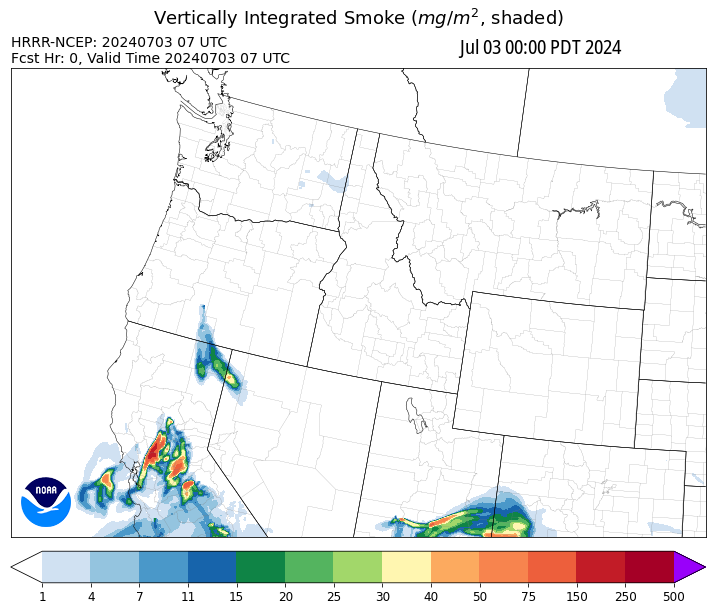 Vertically Integrated Smoke (mg/m², shaded)
HRRR-NCEP: 20240703 07 UTC
Jul 03 00:00 PDT 2024
Fcst Hr: 0, Valid Time 20240703 07 UTC
NOAA
1 4 7 11 15 20 25 30 40 50 75 150 250 500